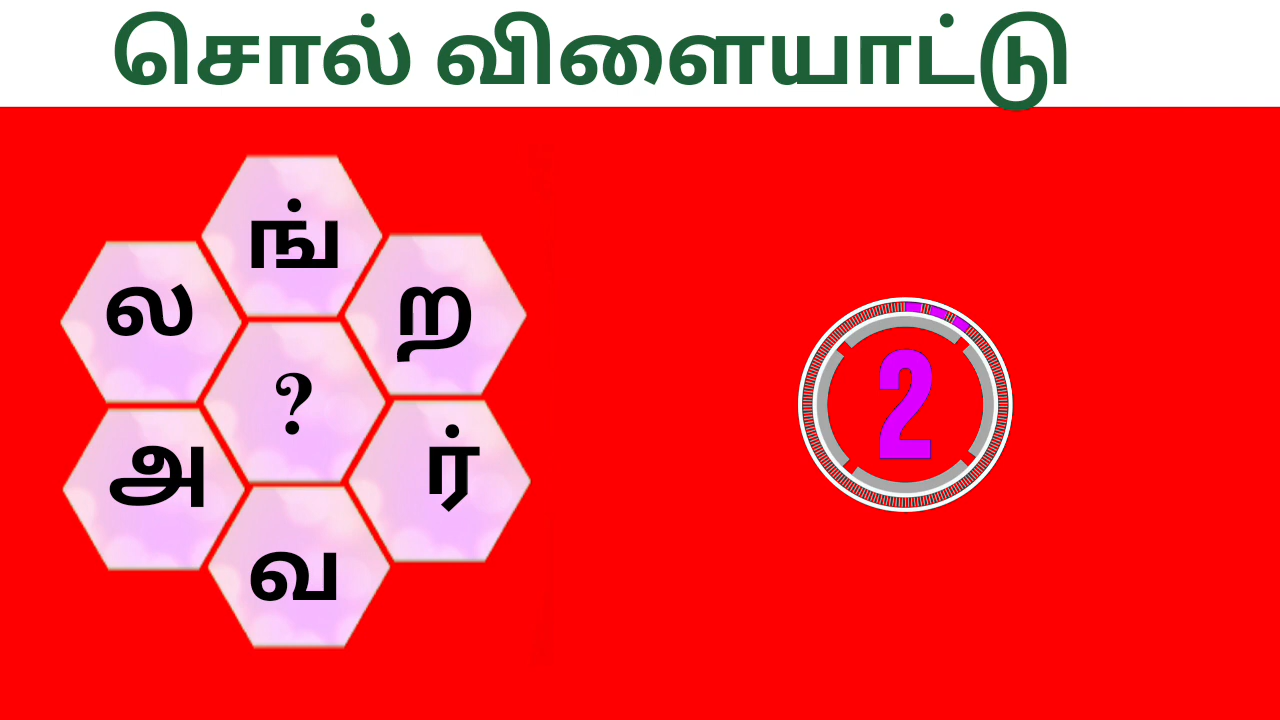 சொல் விளையாட்டு
ங்
ல
ற
?
அ
ர்
வ
2